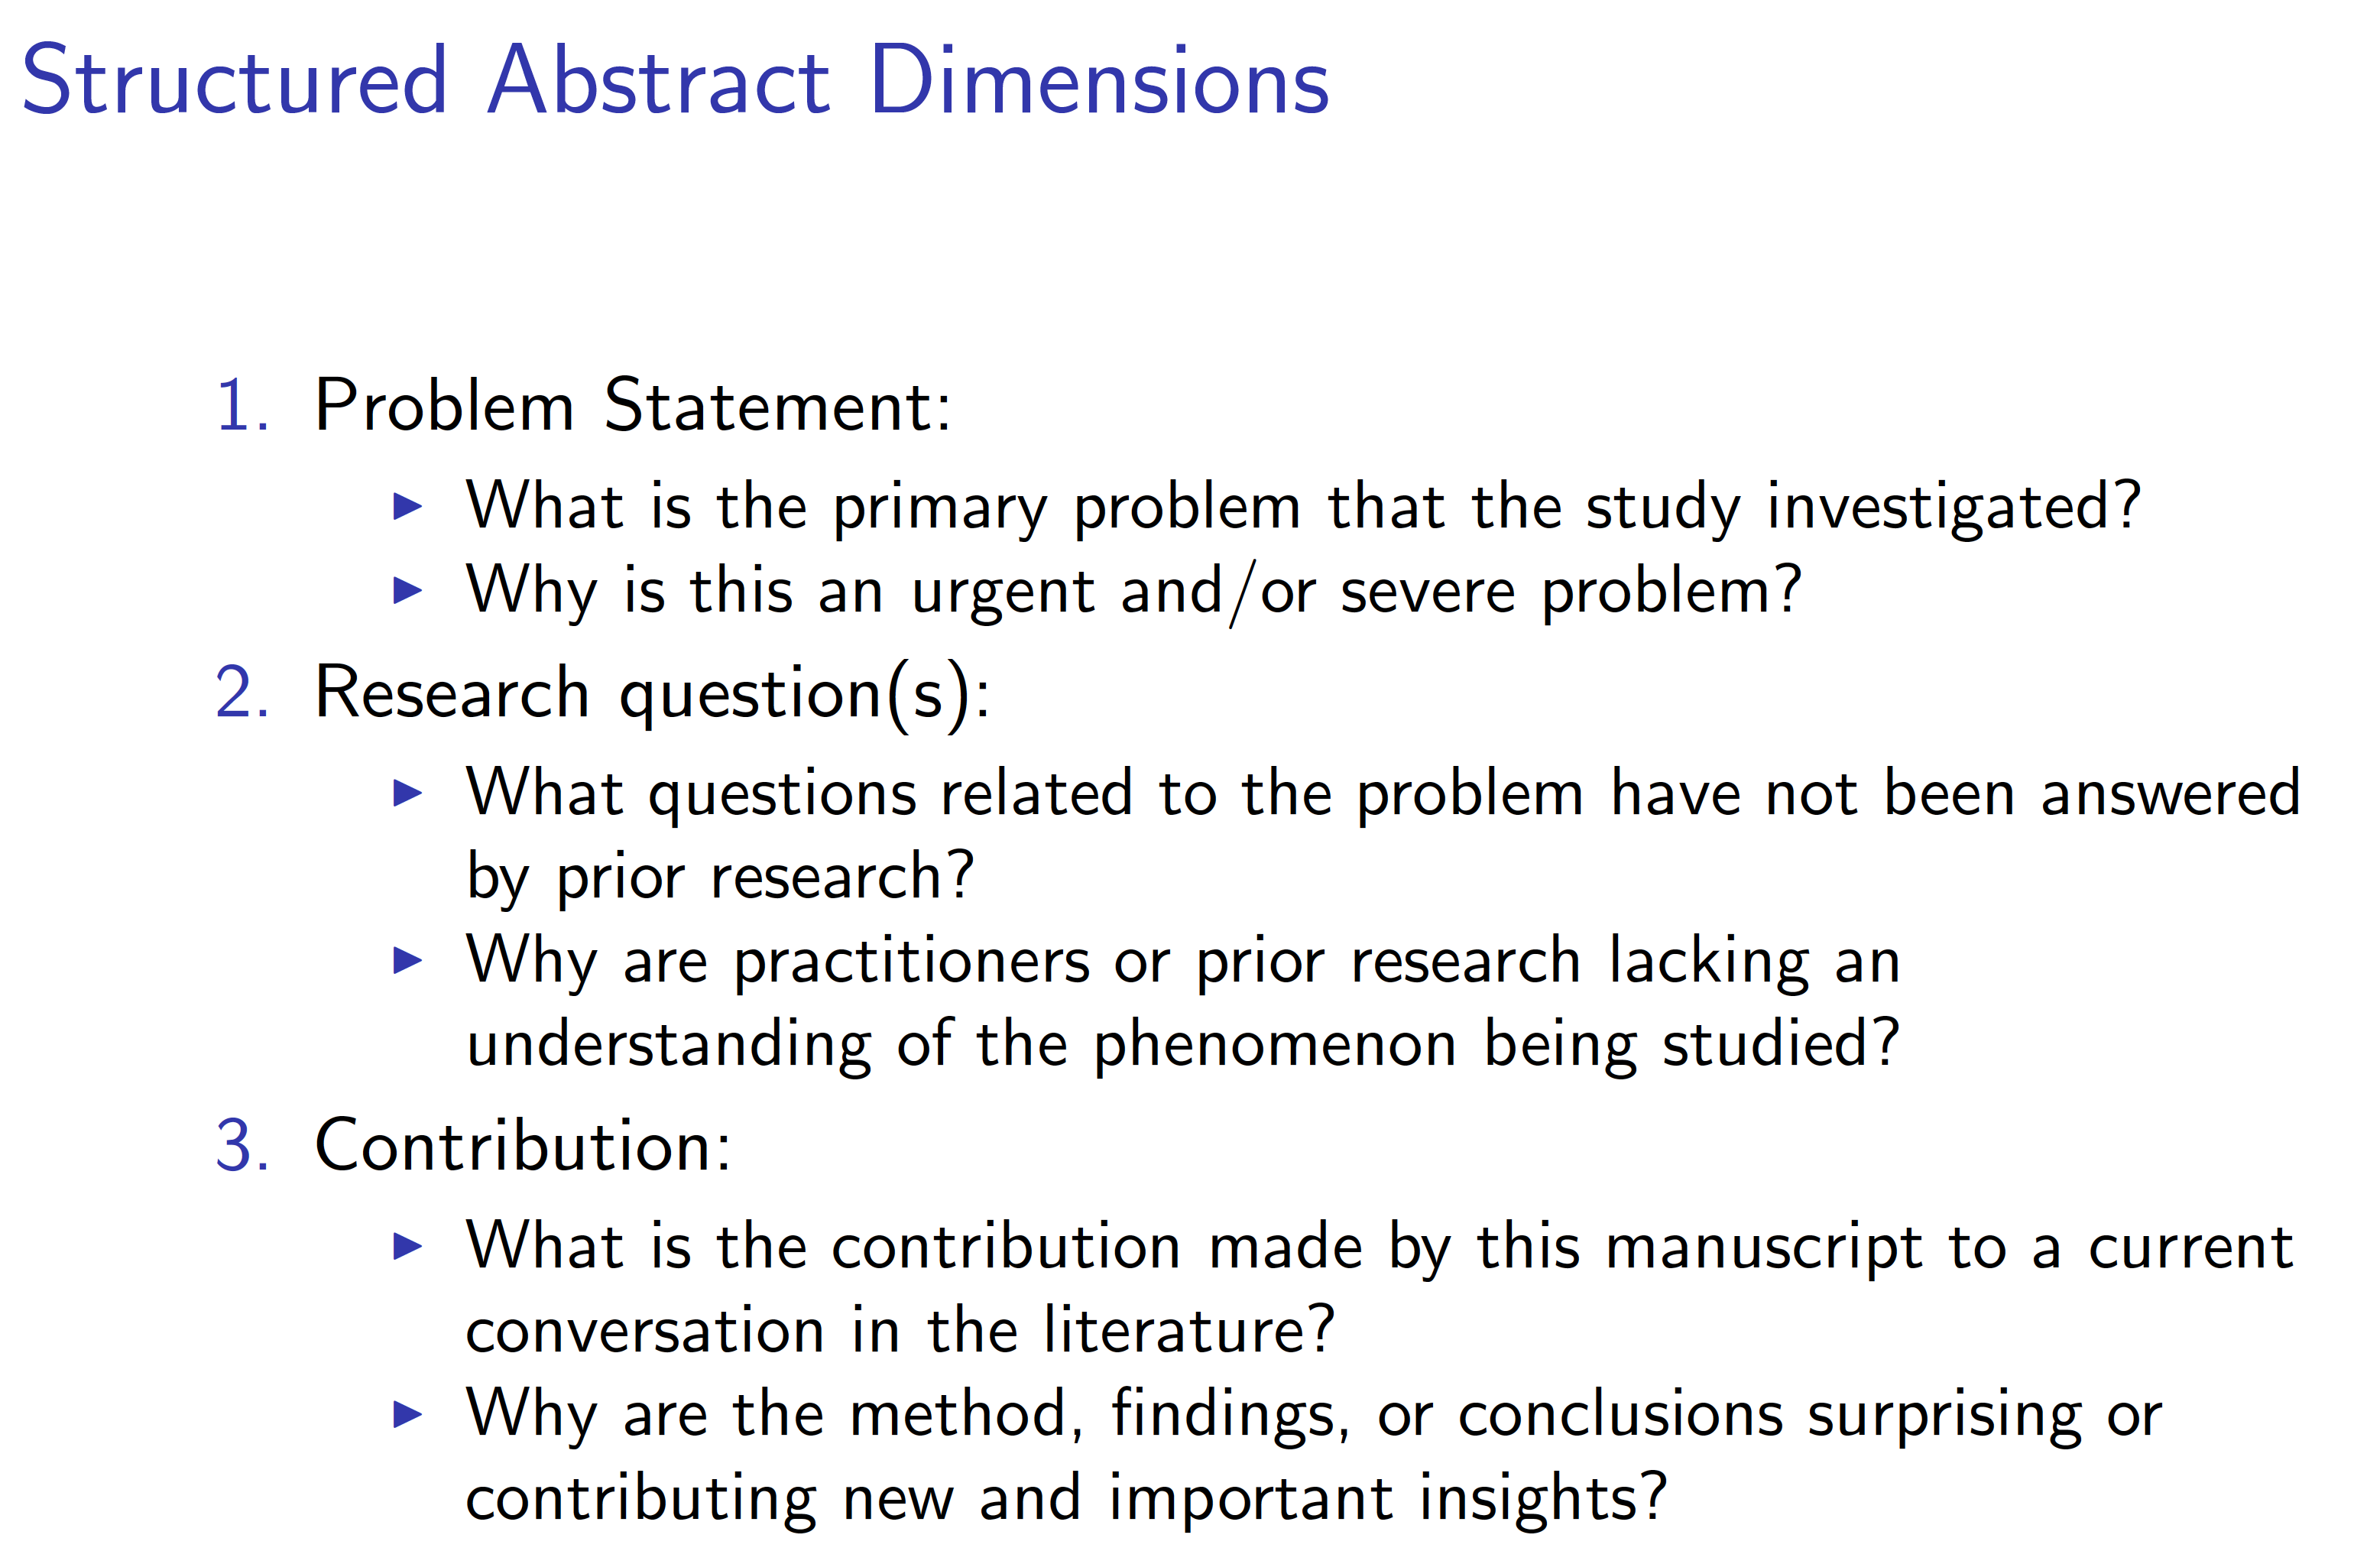 Structured Abstract Dimensions
1. Problem Statement:
▶ What is the primary problem that the study investigated?
▶ Why is this an urgent and/or severe problem?
2. Research question(s):
▶ What questions related to the problem have not been answered
by prior research?
▶ Why are practitioners or prior research lacking an
understanding of the phenomenon being studied?
3. Contribution:
▶ What is the contribution made by this manuscript to a current
conversation in the literature?
▶ Why are the method, findings, or conclusions surprising or
contributing new and important insights?